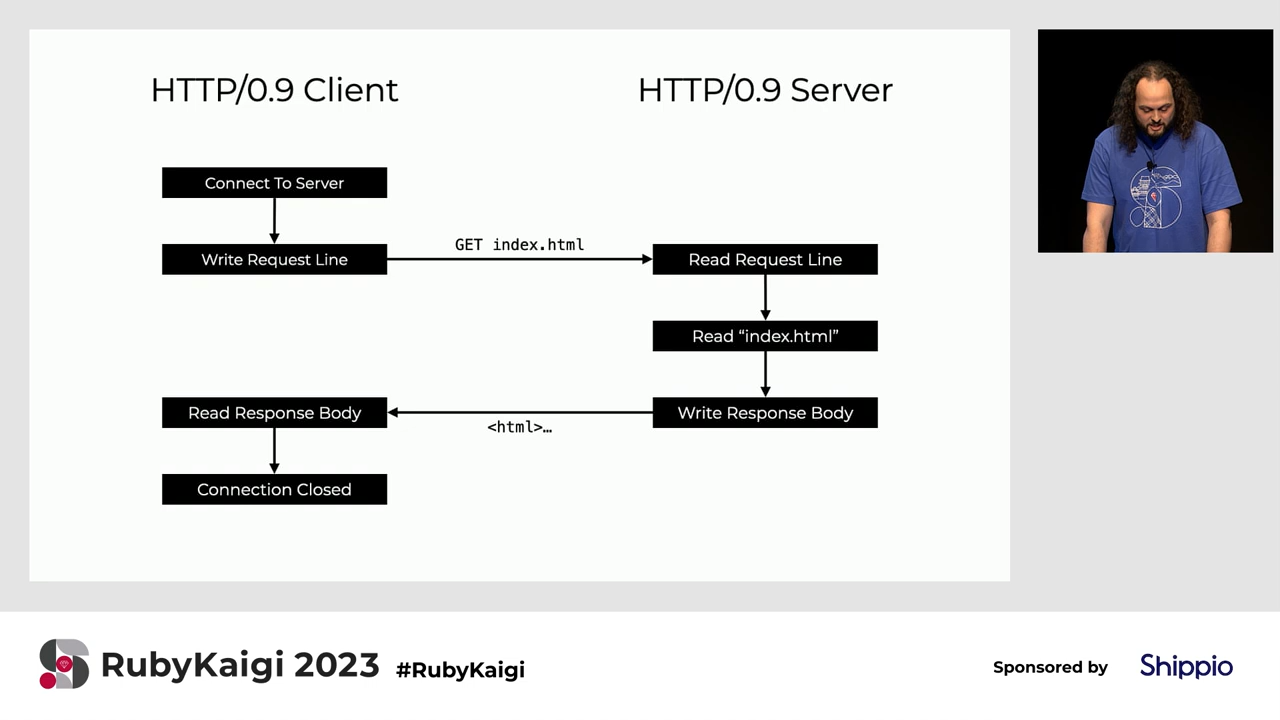 HTTP/0.9 Client
HTTP/0.9 Server
Connect To Server
Write Request Line
GET index.html
Read Request Line
Read “index.html”
Read Response Body
<html>…
Write Response Body
Connection Closed
RubyKaigi 2023 #RubyKaigi
Sponsored by Shippio